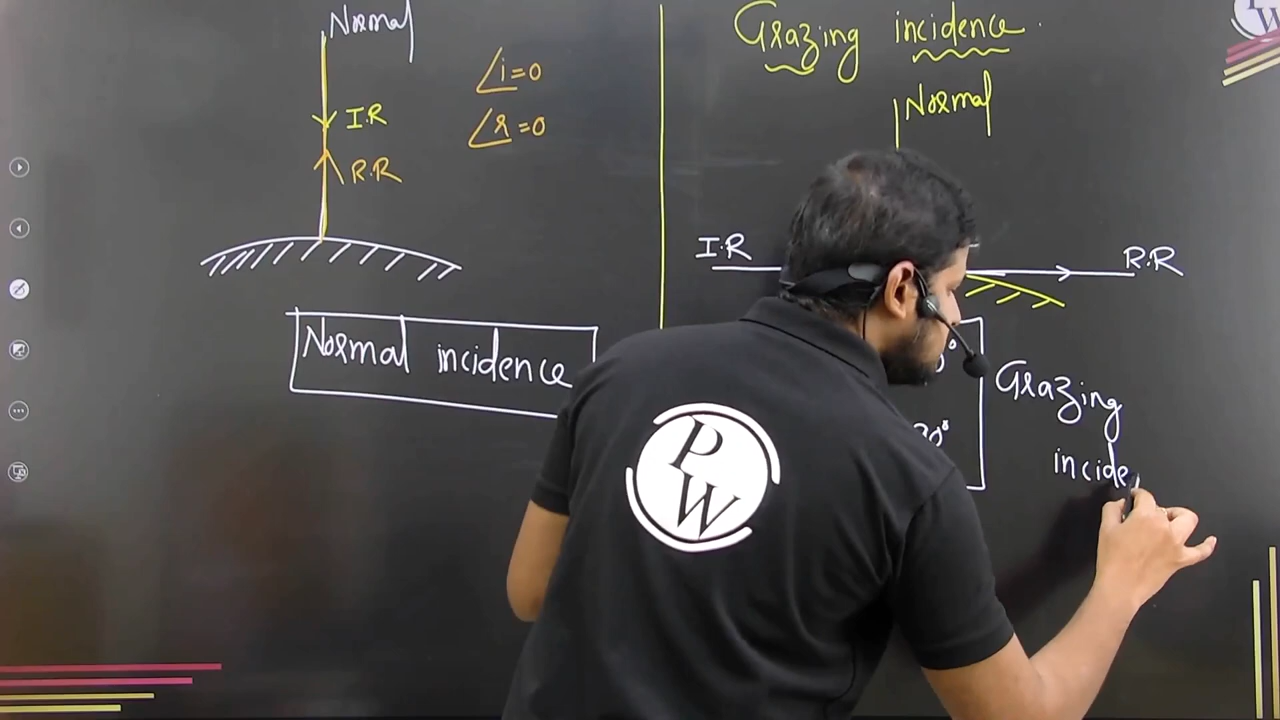 Normal
∠i=0
I.R
∠r=0
R.R
Normal incidence
Grazing incidence
Normal
I.R
R.R
Grazing
incide
P
W
PW